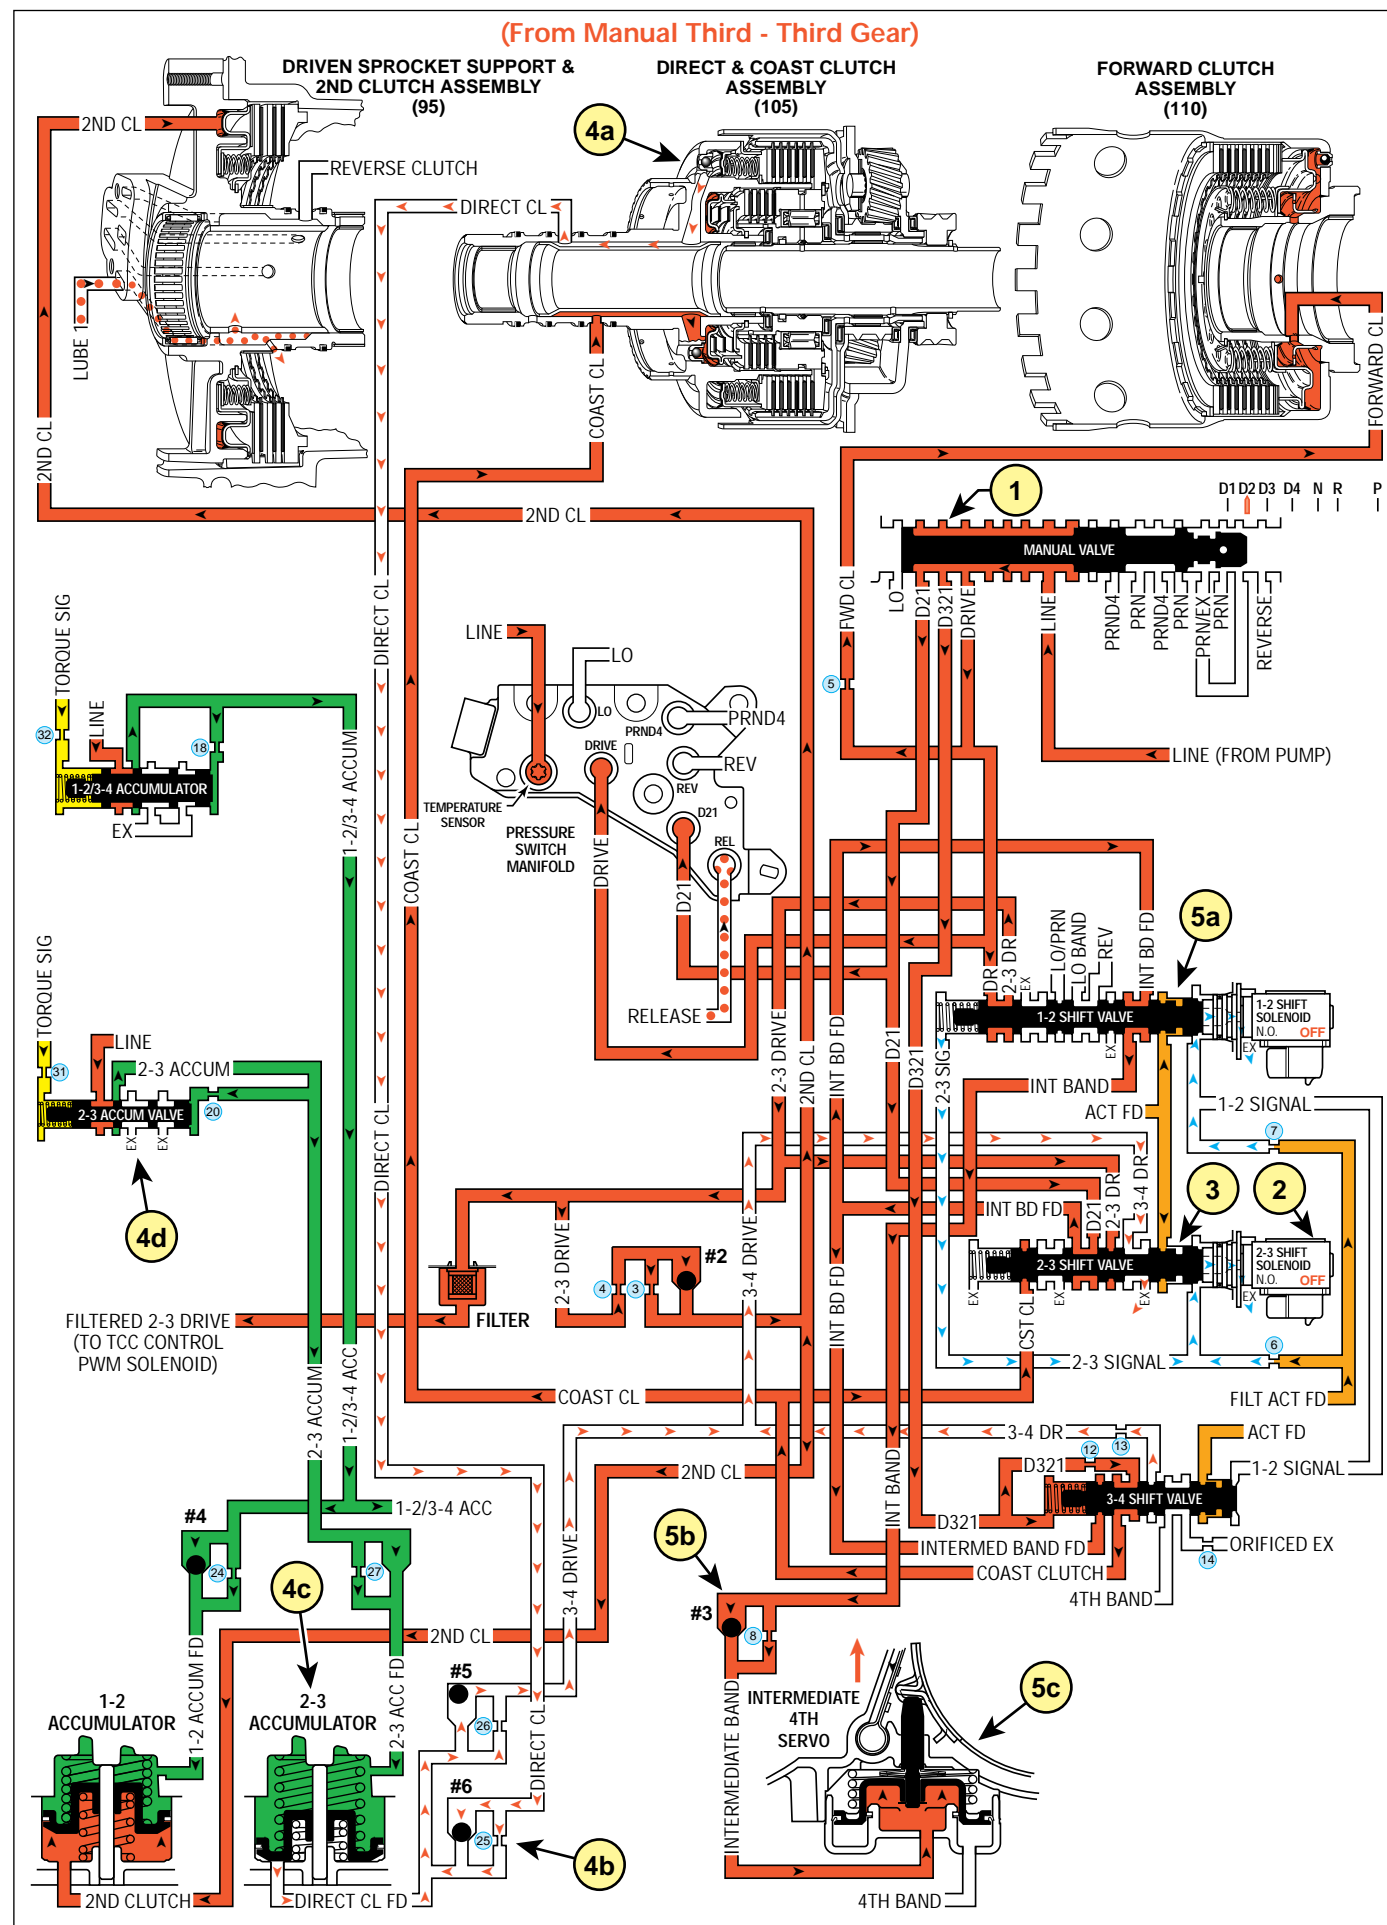 (From Manual Third - Third Gear)
DRIVEN SPROCKET SUPPORT &
2ND CLUTCH ASSEMBLY
(95)
DIRECT & COAST CLUTCH
ASSEMBLY
(105)
FORWARD CLUTCH
ASSEMBLY
(110)
4a
2ND CL
REVERSE CLUTCH
DIRECT CL
LUBE 1
COAST CL
FORWARD CL
2ND CL
2ND CL
1
D1 D2 D3 D4 N R P
MANUAL VALVE
LO
D21
D321
DRIVE
FWD CL
LINE
PRND4
PRN
PRND4
PRN
PRN/EX
PRN
REVERSE
5
LINE (FROM PUMP)
TORQUE SIG
32
LINE
18
1-2/3-4 ACCUMULATOR
EX
1-2/3-4 ACCUM
DIRECT CL
COAST CL
LINE
LO
LO
PRND4
PRND4
DRIVE
REV
REV
TEMPERATURE
SENSOR
D21
PRESSURE
SWITCH
MANIFOLD
REL
DRIVE
D21
RELEASE
D21
5a
DR
2-3 DR
EX
LO/PRN
LO BAND
REV
INT BD FD
1-2 SHIFT VALVE
1-2 SHIFT
SOLENOID
N.O. OFF
EX
EX
TORQUE SIG
31
LINE
2-3 ACCUM
20
2-3 ACCUM VALVE
EX
EX
4d
DIRECT CL
2-3 DRIVE
2ND CL
INT BD FD
D21
D321
2-3 SIG
INT BAND
ACT FD
1-2 SIGNAL
7
3-4 DR
3
2
INT BD FD
D21
2-3 DR
2-3 SHIFT VALVE
2-3 SHIFT
SOLENOID
N.O. OFF
EX
EX
EX
EX
CST CL
2-3 SIGNAL
6
FILT ACT FD
2-3 DRIVE
#2
4
3
3-4 DRIVE
INT BD FD
FILTER
FILTERED 2-3 DRIVE
(TO TCC CONTROL
PWM SOLENOID)
2-3 ACCUM
1-2/3-4 ACC
COAST CL
3-4 DR
13
ACT FD
12
2ND CL
D321
1-2 SIGNAL
3-4 SHIFT VALVE
D321
INT BAND
INTERMED BAND FD
ORIFICED EX
14
COAST CLUTCH
4TH BAND
1-2/3-4 ACC
#4
24
27
4c
3-4 DRIVE
5b
#3
8
2ND CL
1-2 ACCUM FD
2-3 ACC FD
#5
26
DIRECT CL
INTERMEDIATE
4TH
SERVO
5c
1-2
ACCUMULATOR
2-3
ACCUMULATOR
#6
25
4b
INTERMEDIATE BAND
2ND CLUTCH
DIRECT CL FD
4TH BAND